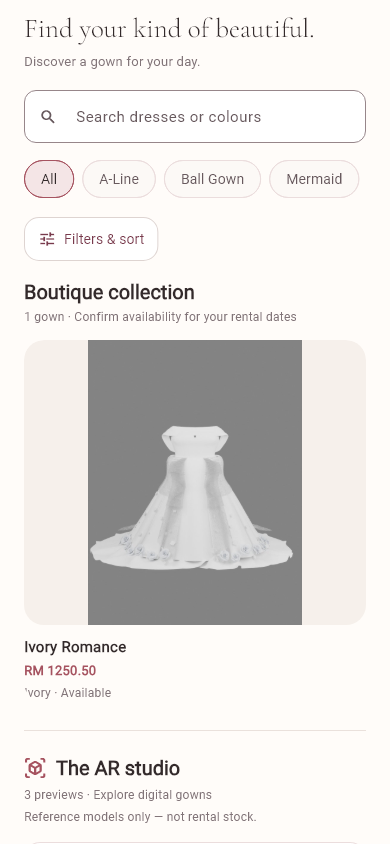 Find your kind of beautiful.
Discover a gown for your day.
Search dresses or colours
All
A-Line
Ball Gown
Mermaid
Filters & sort
Boutique collection
1 gown · Confirm availability for your rental dates
Ivory Romance
RM 1250.50
'vory · Available
The AR studio
3 previews · Explore digital gowns
Reference models only — not rental stock.